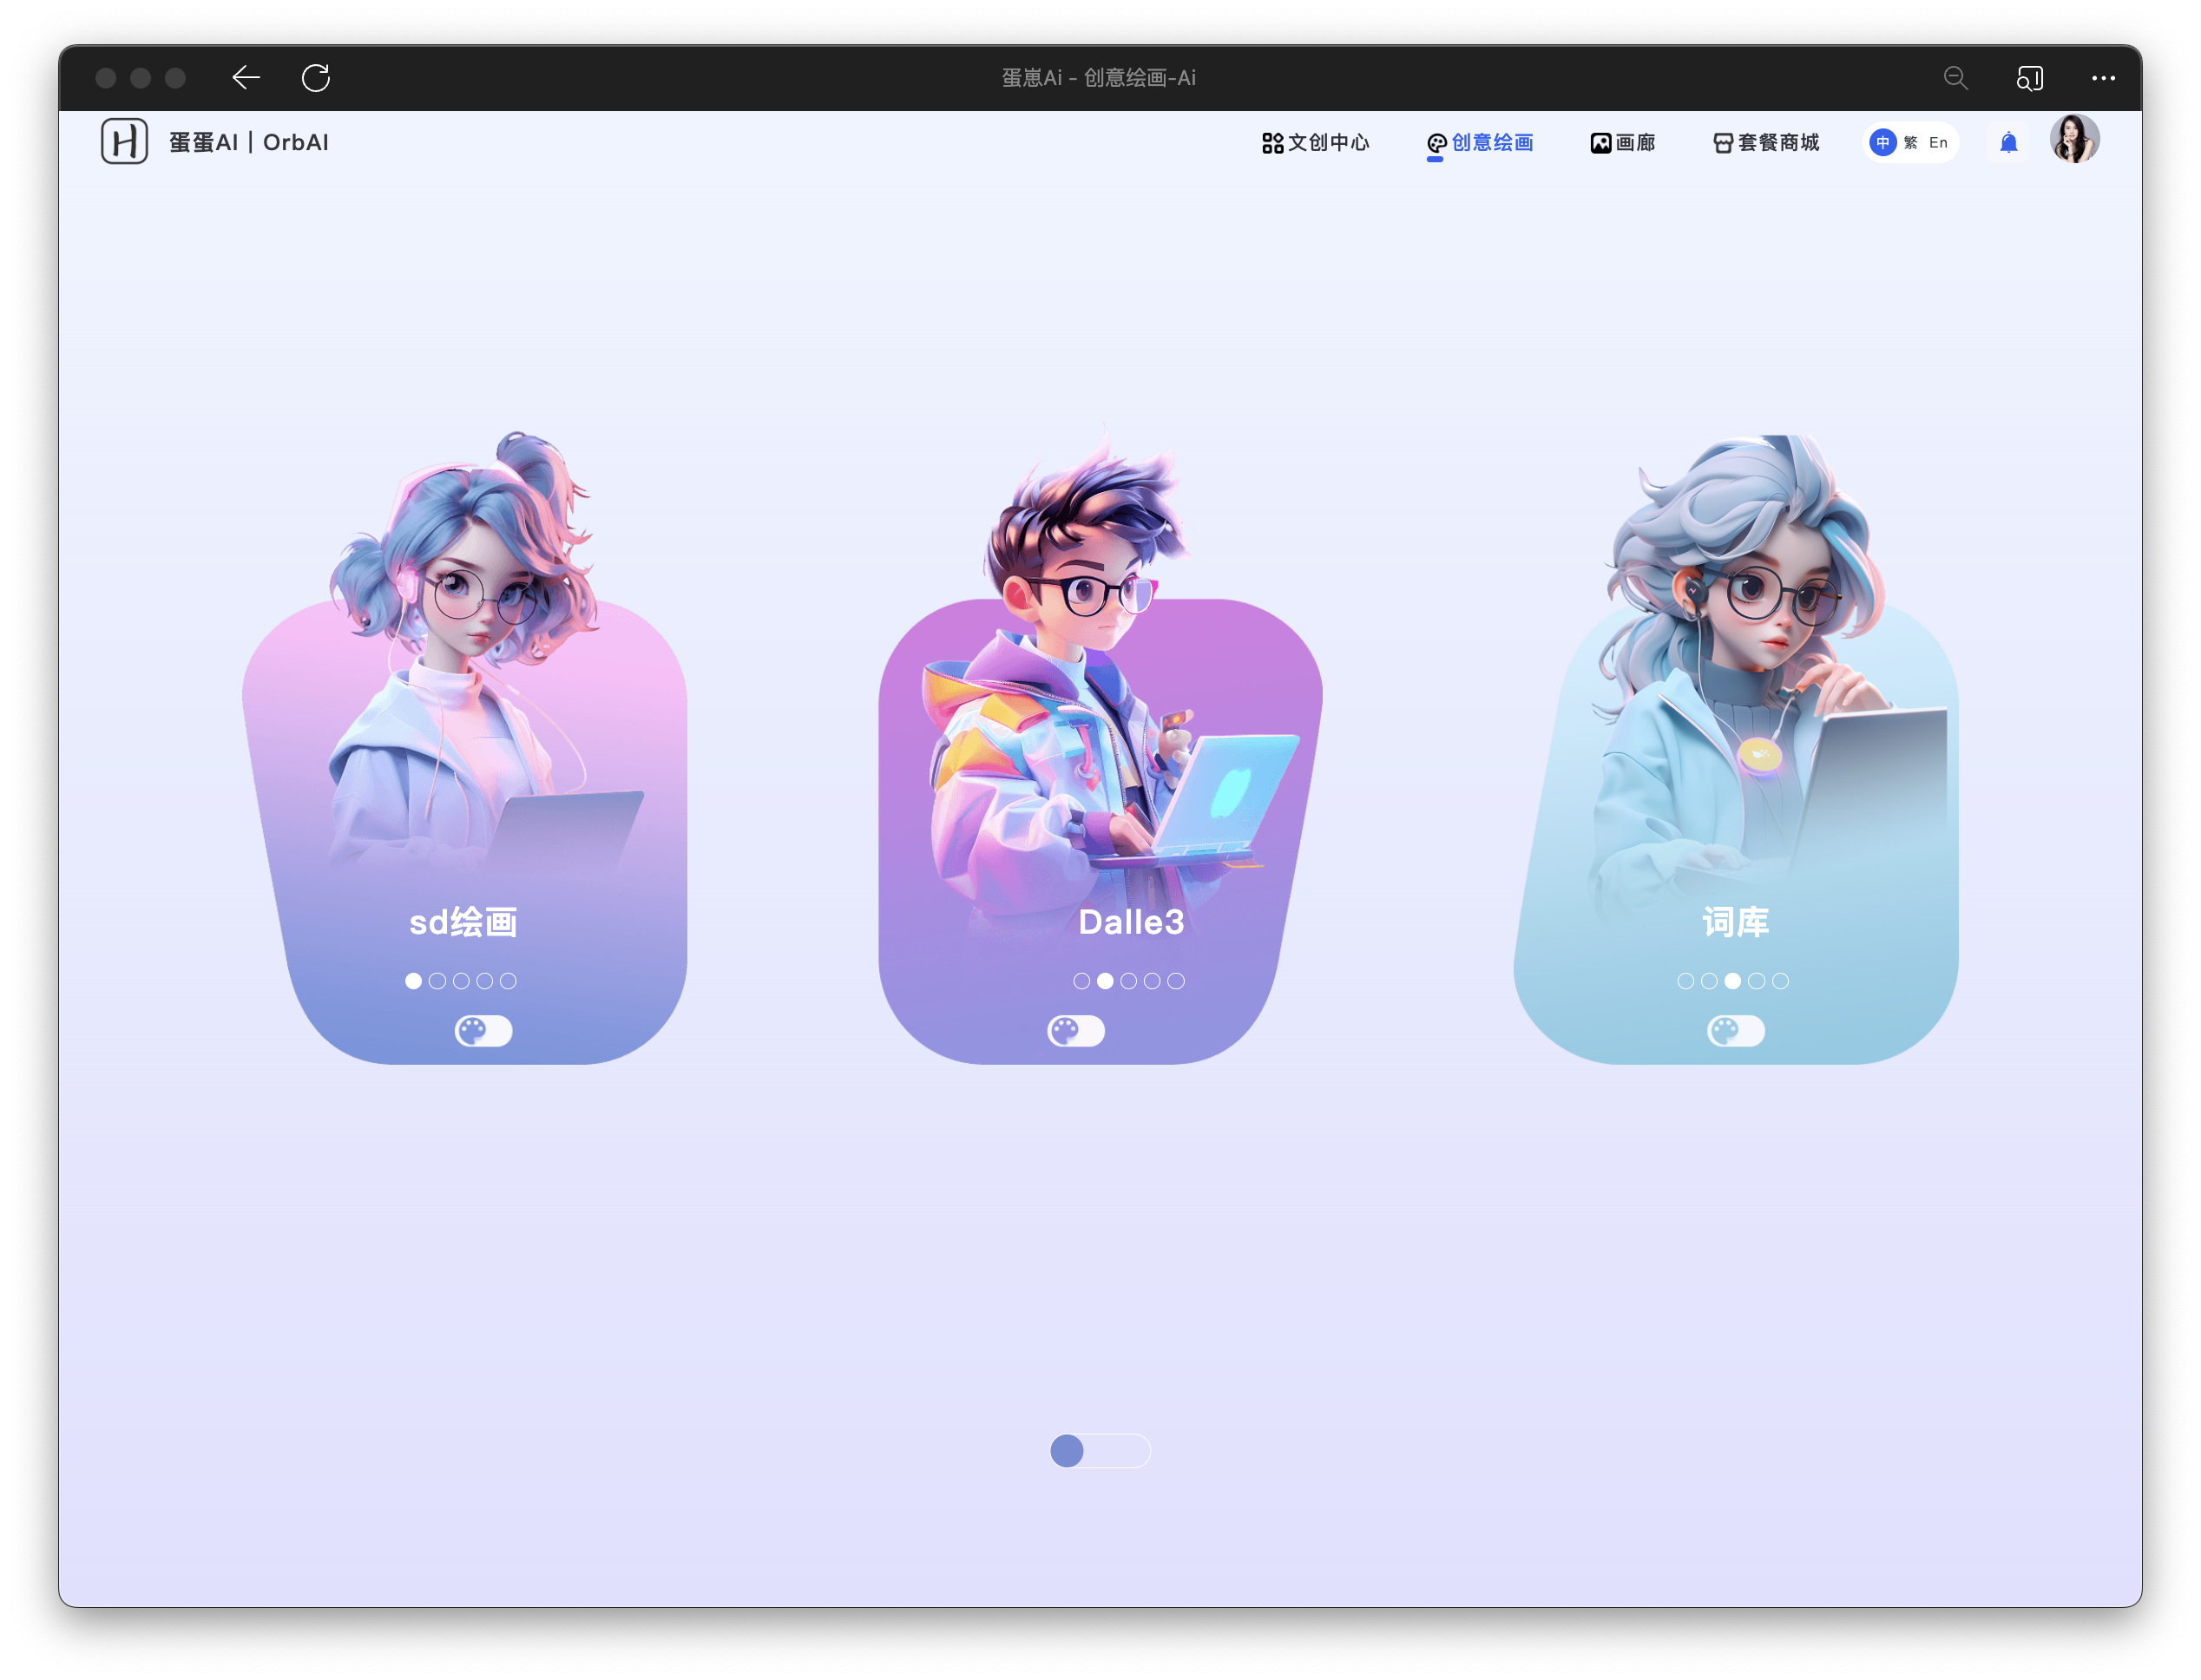 蛋崽Ai - 创意绘画-Ai
蛋蛋AI | OrbAI
文创中心
创意绘画
画廊
套餐商城
中 繁 En
sd绘画
Dalle3
词库